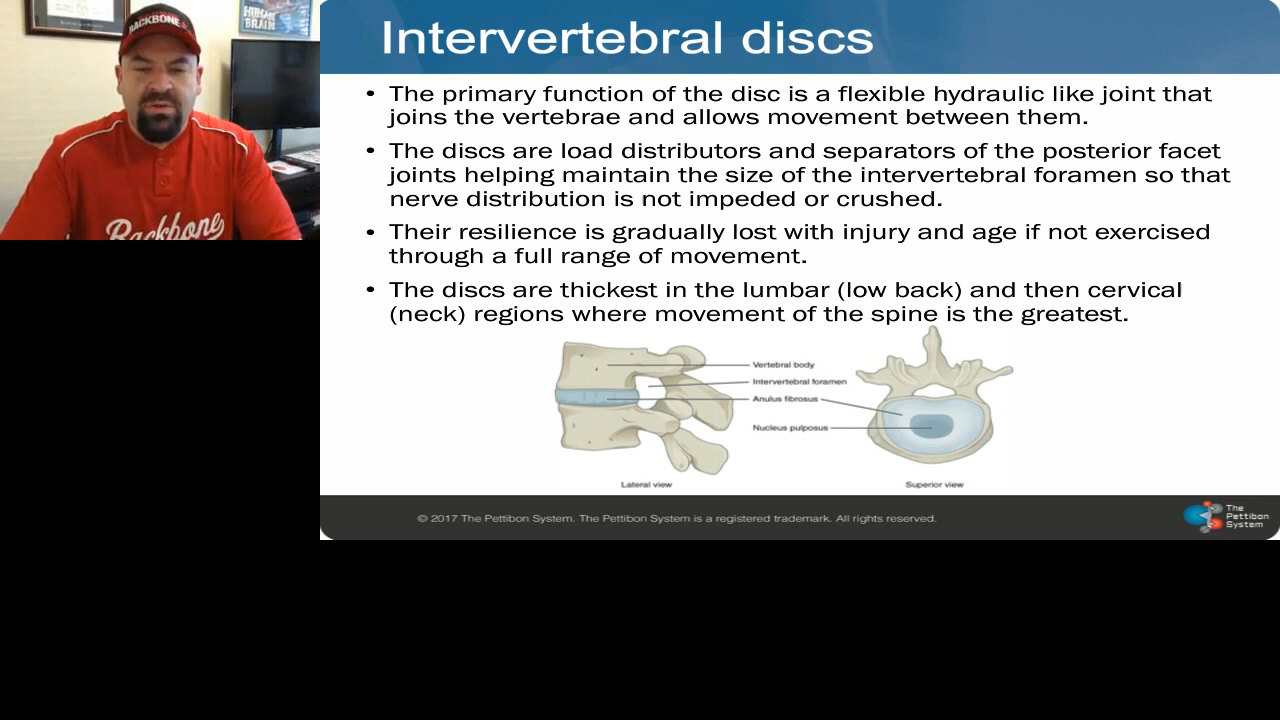 BACKBONE
HUMAN
BRAIN
Backbone
Intervertebral discs
• The primary function of the disc is a flexible hydraulic like joint that
joins the vertebrae and allows movement between them.
• The discs are load distributors and separators of the posterior facet
joints helping maintain the size of the intervertebral foramen so that
nerve distribution is not impeded or crushed.
• Their resilience is gradually lost with injury and age if not exercised
through a full range of movement.
• The discs are thickest in the lumbar (low back) and then cervical
(neck) regions where movement of the spine is the greatest.
Vertebral body
Intervertebral foramen
Anulus fibrosus
Nucleus pulposus
Lateral view
Superior view
© 2017 The Pettibon System. The Pettibon System is a registered trademark. All rights reserved.
The
Pettibon
System